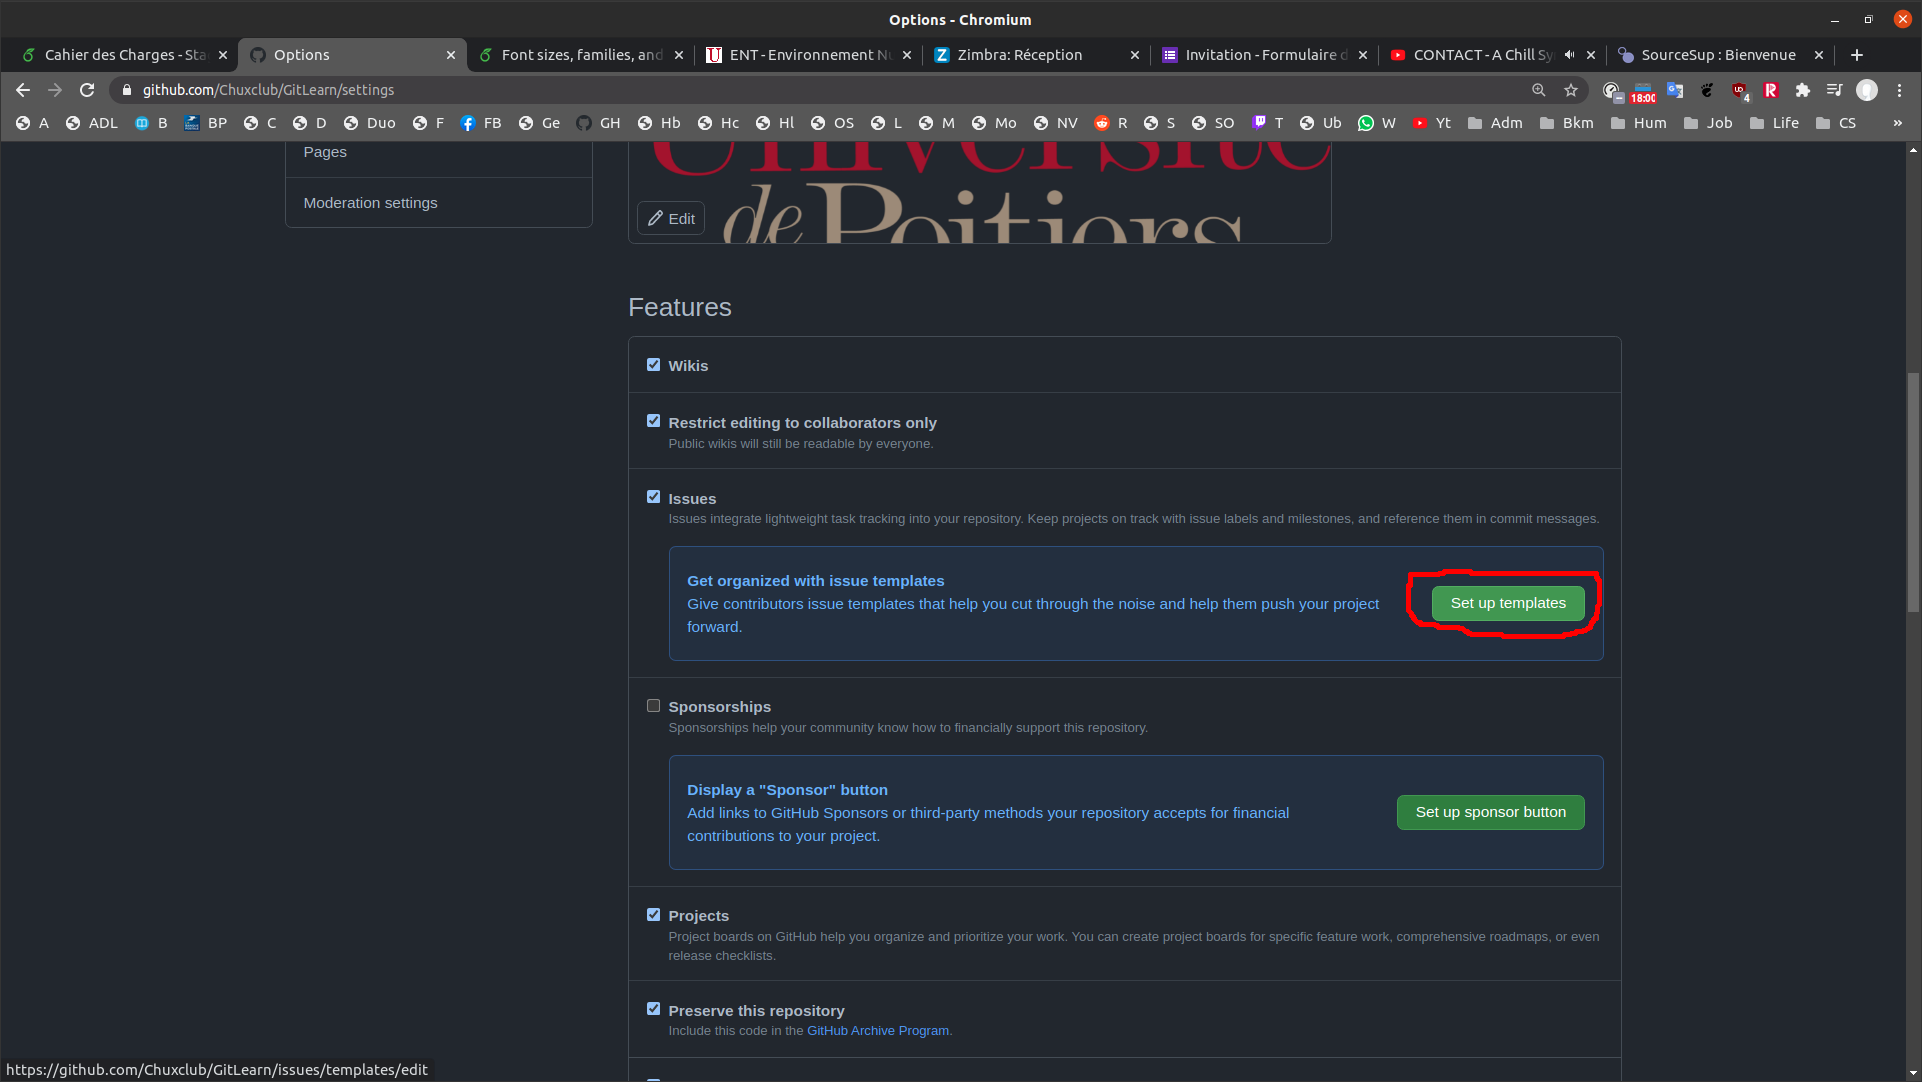 Options - Chromium
Cahier des Charges - Sta
Options
Font sizes, families, and
ENT - Environnement Nu
Zimbra: Réception
Invitation - Formulaire d
CONTACT - A Chill Sy
SourceSup : Bienvenue
github.com/Chuxclub/GitLearn/settings
18:00
4
A ADL B BP C D Duo F FB Ge GH Hb Hc Hl OS L M Mo NV R S SO T Ub W Yt Adm Bkm Hum Job Life CS »
Pages
Moderation settings
Université
de Poitiers
Edit
Features
Wikis
Restrict editing to collaborators only
Public wikis will still be readable by everyone.
Issues
Issues integrate lightweight task tracking into your repository. Keep projects on track with issue labels and milestones, and reference them in commit messages.
Get organized with issue templates
Give contributors issue templates that help you cut through the noise and help them push your project
forward.
Set up templates
Sponsorships
Sponsorships help your community know how to financially support this repository.
Display a "Sponsor" button
Add links to GitHub Sponsors or third-party methods your repository accepts for financial
contributions to your project.
Set up sponsor button
Projects
Project boards on GitHub help you organize and prioritize your work. You can create project boards for specific feature work, comprehensive roadmaps, or even
release checklists.
Preserve this repository
Include this code in the GitHub Archive Program.
https://github.com/Chuxclub/GitLearn/issues/templates/edit